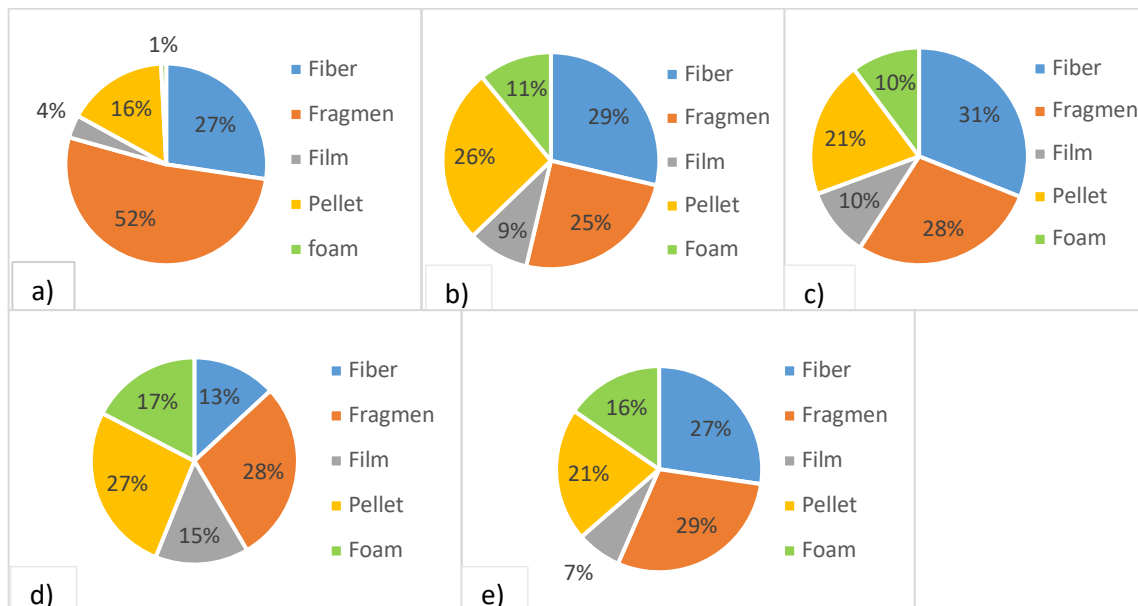 1%
4%
16%
27%
52%
Fiber
Fragmen
Film
Pellet
foam
a)
11%
29%
26%
9%
25%
Fiber
Fragmen
Film
Pellet
Foam
b)
10%
31%
21%
10%
28%
Fiber
Fragmen
Film
Pellet
Foam
c)
17%
13%
27%
28%
15%
Fiber
Fragmen
Film
Pellet
Foam
d)
16%
27%
21%
29%
7%
Fiber
Fragmen
Film
Pellet
Foam
e)